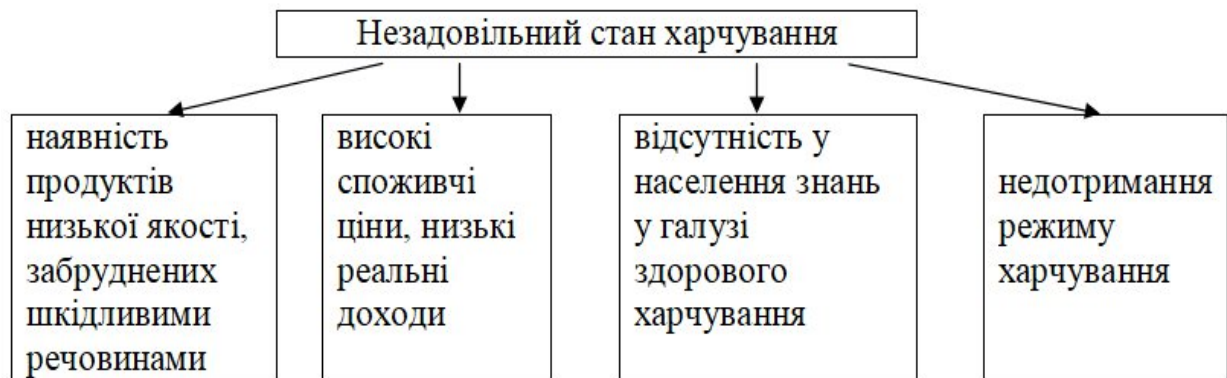 Незадовільний стан харчування
наявність
продуктів
низької якості,
забруднених
шкідливими
речовинами
високі
споживчі
ціни, низькі
реальні
доходи
відсутність у
населення знань
у галузі
здорового
харчування
недотримання
режиму
харчування